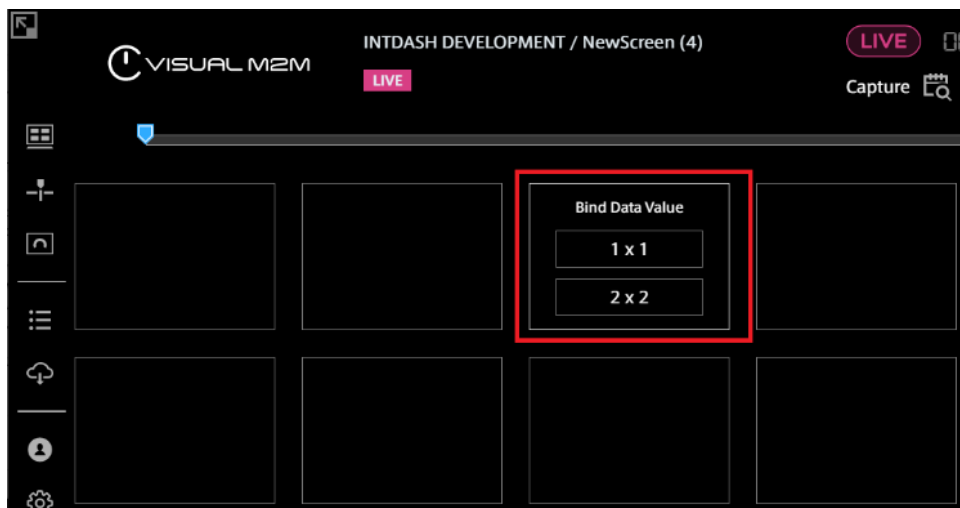 INTDASH DEVELOPMENT / NewScreen (4)
LIVE
VISUAL M2M
LIVE
Capture
Bind Data Value
1 x 1
2 x 2